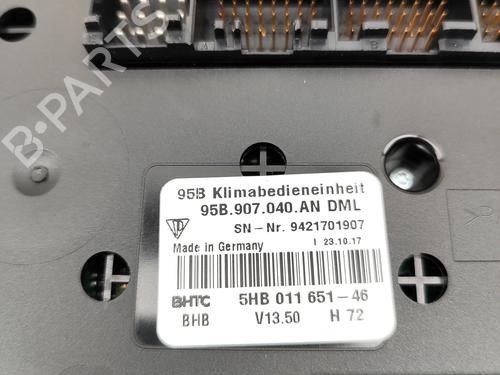 B-PARTS
95B Klimabedieneinheit
95B.907.040.AN DML
SN-Nr. 9421701907
Made in Germany I 23.10.17
BHTC 5HB 011 651-46
BHB V13.50 H 72